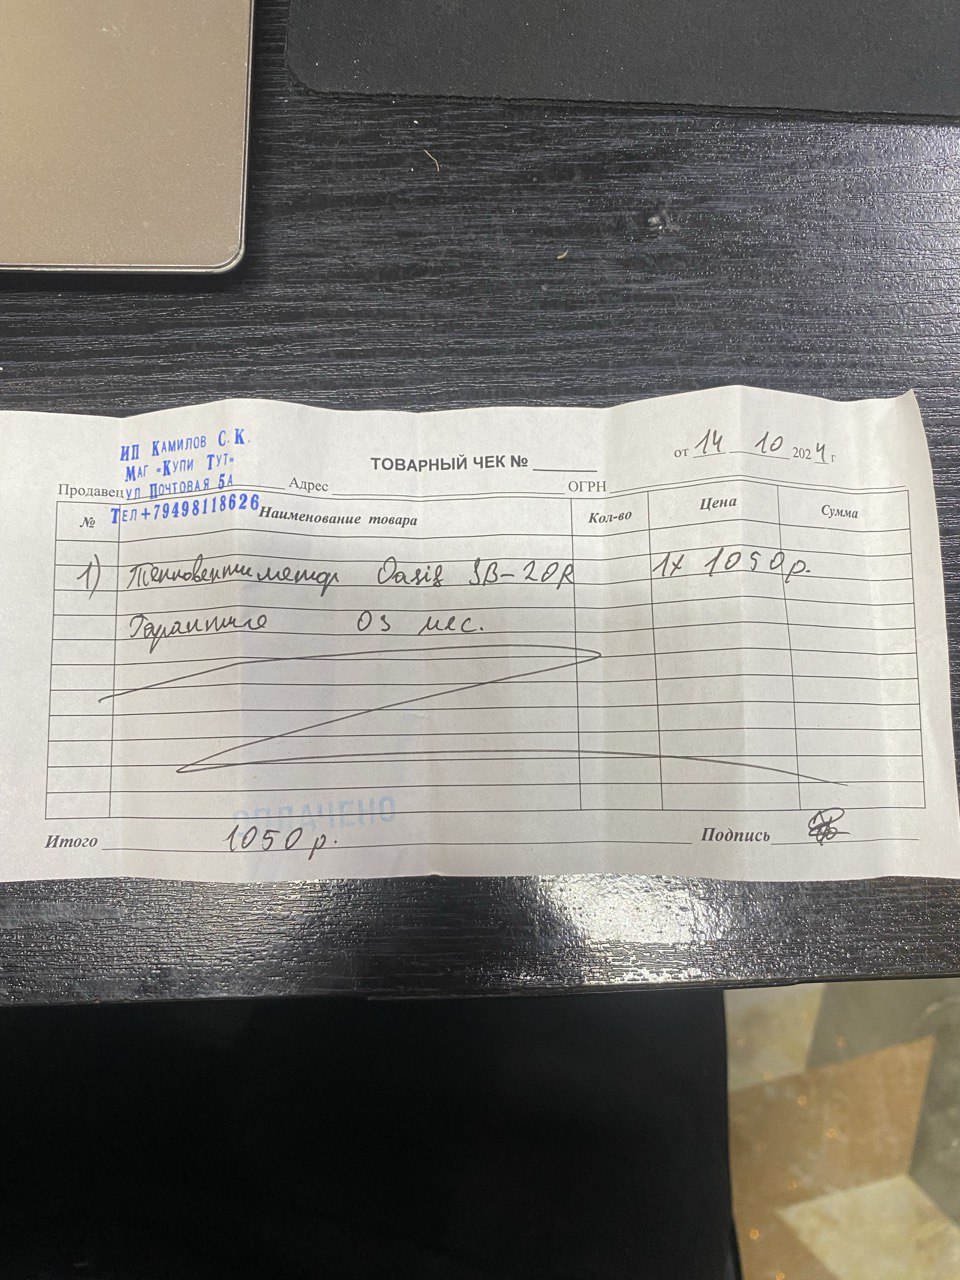 ИП КАМИЛОВ С.К.
МАГ «КУПИ ТУТ»
УЛ ПОЧТОВАЯ 5А
ТЕЛ+79498118626
ТОВАРНЫЙ ЧЕК №
от 14 10 2024 г
Продавец Адрес ОГРН
№ Наименование товара Кол-во Цена Сумма
1) Тепловентилятор Oasis SB-20R 1х 1050р.
Гарантия 03 мес.
ОПЛАЧЕНО
Итого 1050 р. Подпись